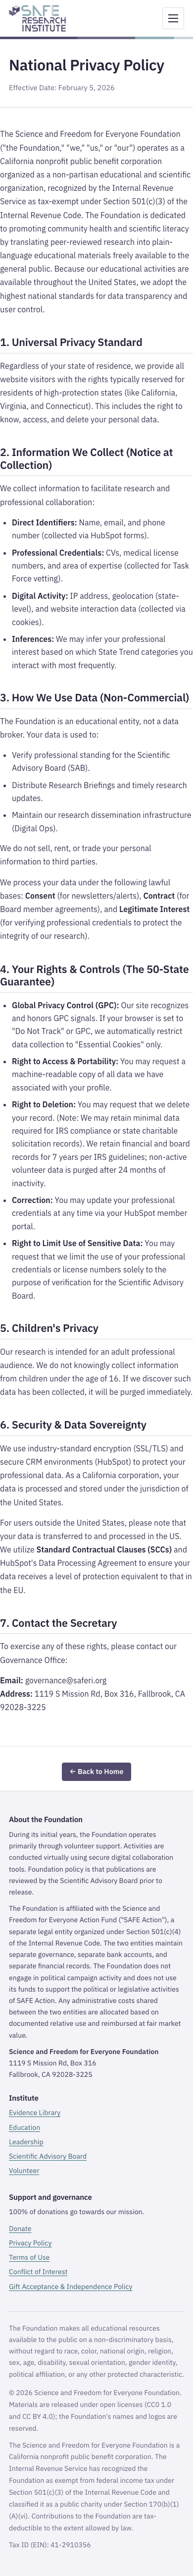 SAFE
RESEARCH
INSTITUTE
National Privacy Policy
Effective Date: February 5, 2026
The Science and Freedom for Everyone Foundation
("the Foundation," "we," "us," or "our") operates as a
California nonprofit public benefit corporation
organized as a non-partisan educational and scientific
organization, recognized by the Internal Revenue
Service as tax-exempt under Section 501(c)(3) of the
Internal Revenue Code. The Foundation is dedicated
to promoting community health and scientific literacy
by translating peer-reviewed research into plain-
language educational materials freely available to the
general public. Because our educational activities are
available throughout the United States, we adopt the
highest national standards for data transparency and
user control.
1. Universal Privacy Standard
Regardless of your state of residence, we provide all
website visitors with the rights typically reserved for
residents of high-protection states (like California,
Virginia, and Connecticut). This includes the right to
know, access, and delete your personal data.
2. Information We Collect (Notice at
Collection)
We collect information to facilitate research and
professional collaboration:
• Direct Identifiers: Name, email, and phone
number (collected via HubSpot forms).
• Professional Credentials: CVs, medical license
numbers, and area of expertise (collected for Task
Force vetting).
• Digital Activity: IP address, geolocation (state-
level), and website interaction data (collected via
cookies).
• Inferences: We may infer your professional
interest based on which State Trend categories you
interact with most frequently.
3. How We Use Data (Non-Commercial)
The Foundation is an educational entity, not a data
broker. Your data is used to:
• Verify professional standing for the Scientific
Advisory Board (SAB).
• Distribute Research Briefings and timely research
updates.
• Maintain our research dissemination infrastructure
(Digital Ops).
We do not sell, rent, or trade your personal
information to third parties.
We process your data under the following lawful
bases: Consent (for newsletters/alerts), Contract (for
Board member agreements), and Legitimate Interest
(for verifying professional credentials to protect the
integrity of our research).
4. Your Rights & Controls (The 50-State
Guarantee)
• Global Privacy Control (GPC): Our site recognizes
and honors GPC signals. If your browser is set to
"Do Not Track" or GPC, we automatically restrict
data collection to "Essential Cookies" only.
• Right to Access & Portability: You may request a
machine-readable copy of all data we have
associated with your profile.
• Right to Deletion: You may request that we delete
your record. (Note: We may retain minimal data
required for IRS compliance or state charitable
solicitation records). We retain financial and board
records for 7 years per IRS guidelines; non-active
volunteer data is purged after 24 months of
inactivity.
• Correction: You may update your professional
credentials at any time via your HubSpot member
portal.
• Right to Limit Use of Sensitive Data: You may
request that we limit the use of your professional
credentials or license numbers solely to the
purpose of verification for the Scientific Advisory
Board.
5. Children's Privacy
Our research is intended for an adult professional
audience. We do not knowingly collect information
from children under the age of 16. If we discover such
data has been collected, it will be purged immediately.
6. Security & Data Sovereignty
We use industry-standard encryption (SSL/TLS) and
secure CRM environments (HubSpot) to protect your
professional data. As a California corporation, your
data is processed and stored under the jurisdiction of
the United States.
For users outside the United States, please note that
your data is transferred to and processed in the US.
We utilize Standard Contractual Clauses (SCCs) and
HubSpot's Data Processing Agreement to ensure your
data receives a level of protection equivalent to that in
the EU.
7. Contact the Secretary
To exercise any of these rights, please contact our
Governance Office:
Email: governance@saferi.org
Address: 1119 S Mission Rd, Box 316, Fallbrook, CA
92028-3225
← Back to Home
About the Foundation
During its initial years, the Foundation operates
primarily through volunteer support. Activities are
conducted virtually using secure digital collaboration
tools. Foundation policy is that publications are
reviewed by the Scientific Advisory Board prior to
release.
The Foundation is affiliated with the Science and
Freedom for Everyone Action Fund ("SAFE Action"), a
separate legal entity organized under Section 501(c)(4)
of the Internal Revenue Code. The two entities maintain
separate governance, separate bank accounts, and
separate financial records. The Foundation does not
engage in political campaign activity and does not use
its funds to support the political or legislative activities
of SAFE Action. Any administrative costs shared
between the two entities are allocated based on
documented relative use and reimbursed at fair market
value.
Science and Freedom for Everyone Foundation
1119 S Mission Rd, Box 316
Fallbrook, CA 92028-3225
Institute
Evidence Library
Education
Leadership
Scientific Advisory Board
Volunteer
Support and governance
100% of donations go towards our mission.
Donate
Privacy Policy
Terms of Use
Conflict of Interest
Gift Acceptance & Independence Policy
The Foundation makes all educational resources
available to the public on a non-discriminatory basis,
without regard to race, color, national origin, religion,
sex, age, disability, sexual orientation, gender identity,
political affiliation, or any other protected characteristic.
© 2026 Science and Freedom for Everyone Foundation.
Materials are released under open licenses (CC0 1.0
and CC BY 4.0); the Foundation's names and logos are
reserved.
The Science and Freedom for Everyone Foundation is a
California nonprofit public benefit corporation. The
Internal Revenue Service has recognized the
Foundation as exempt from federal income tax under
Section 501(c)(3) of the Internal Revenue Code and
classified it as a public charity under Section 170(b)(1)
(A)(vi). Contributions to the Foundation are tax-
deductible to the extent allowed by law.
Tax ID (EIN): 41-2910356